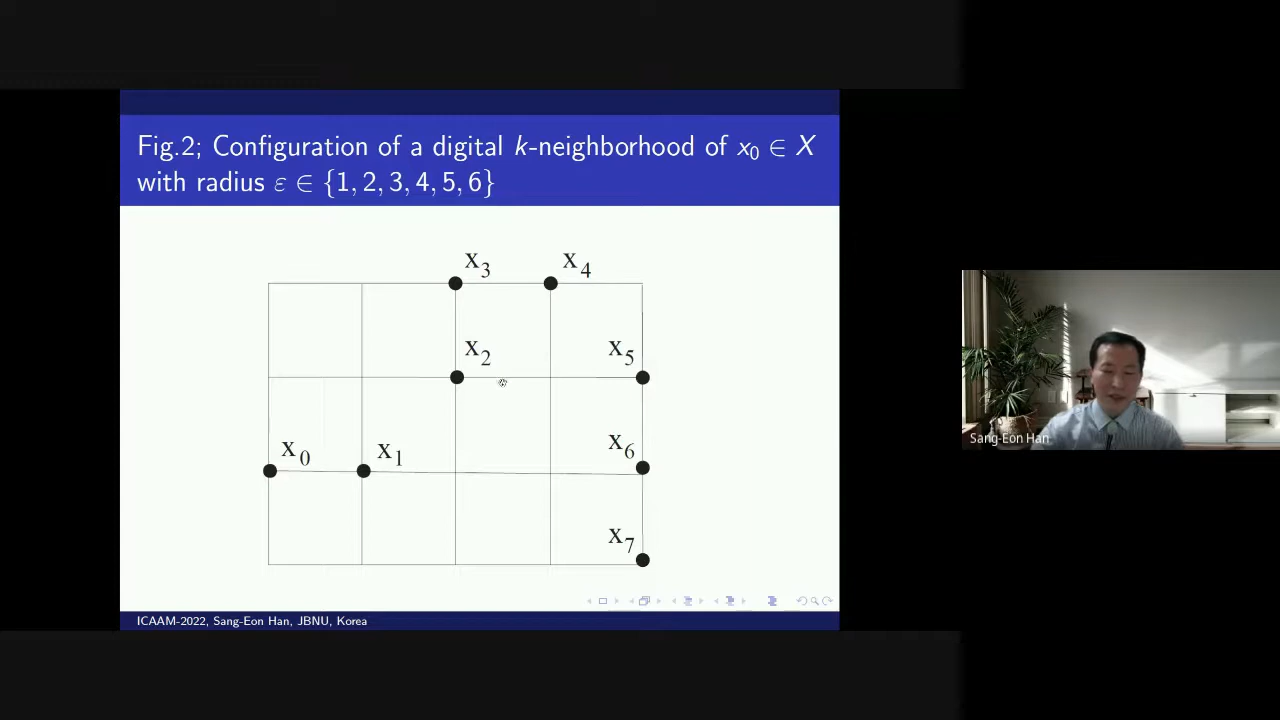 Fig.2; Configuration of a digital k-neighborhood of x₀ ∈ X
with radius ε ∈ {1, 2, 3, 4, 5, 6}
x₃ x₄
x₂ x₅
x₀ x₁ x₆
x₇
ICAAM-2022, Sang-Eon Han, JBNU, Korea
Sang-Eon Han